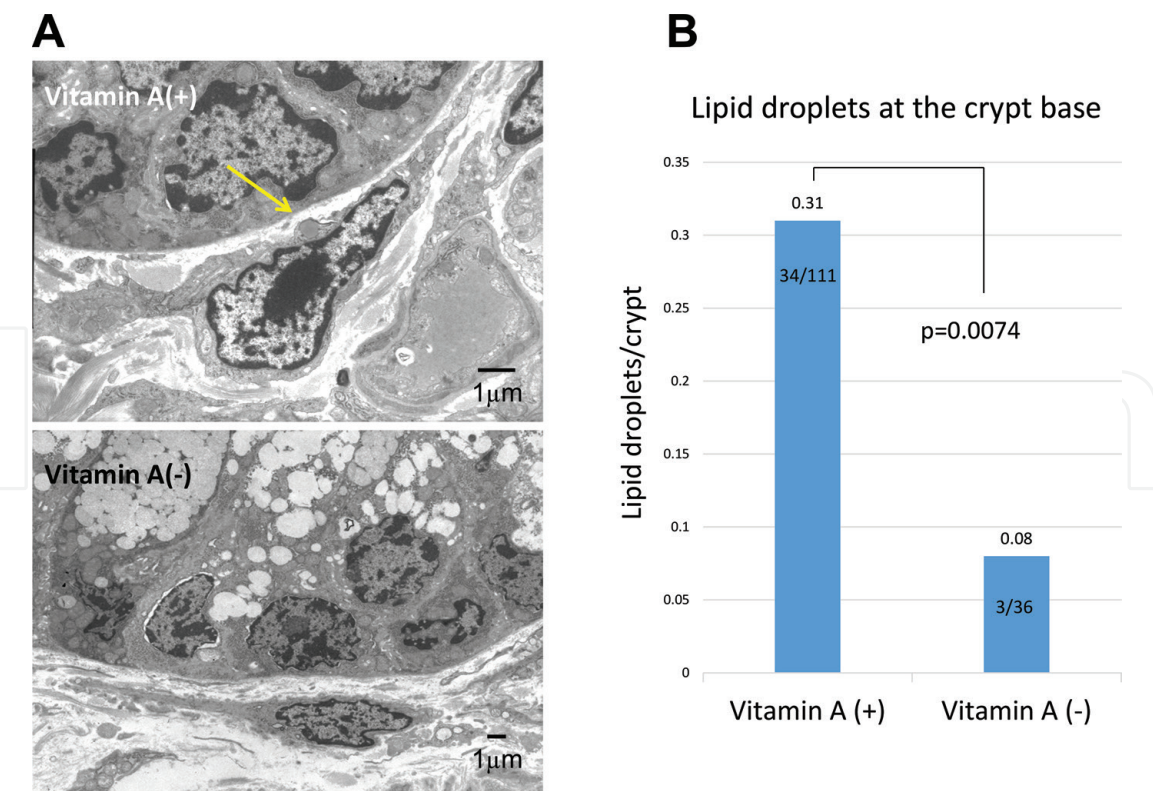 A
Vitamin A(+)
1μm
Vitamin A(-)
1μm
B
Lipid droplets at the crypt base
Lipid droplets/crypt
0.35
0.3
0.25
0.2
0.15
0.1
0.05
0
0.31
34/111
p=0.0074
0.08
3/36
Vitamin A (+)
Vitamin A (-)